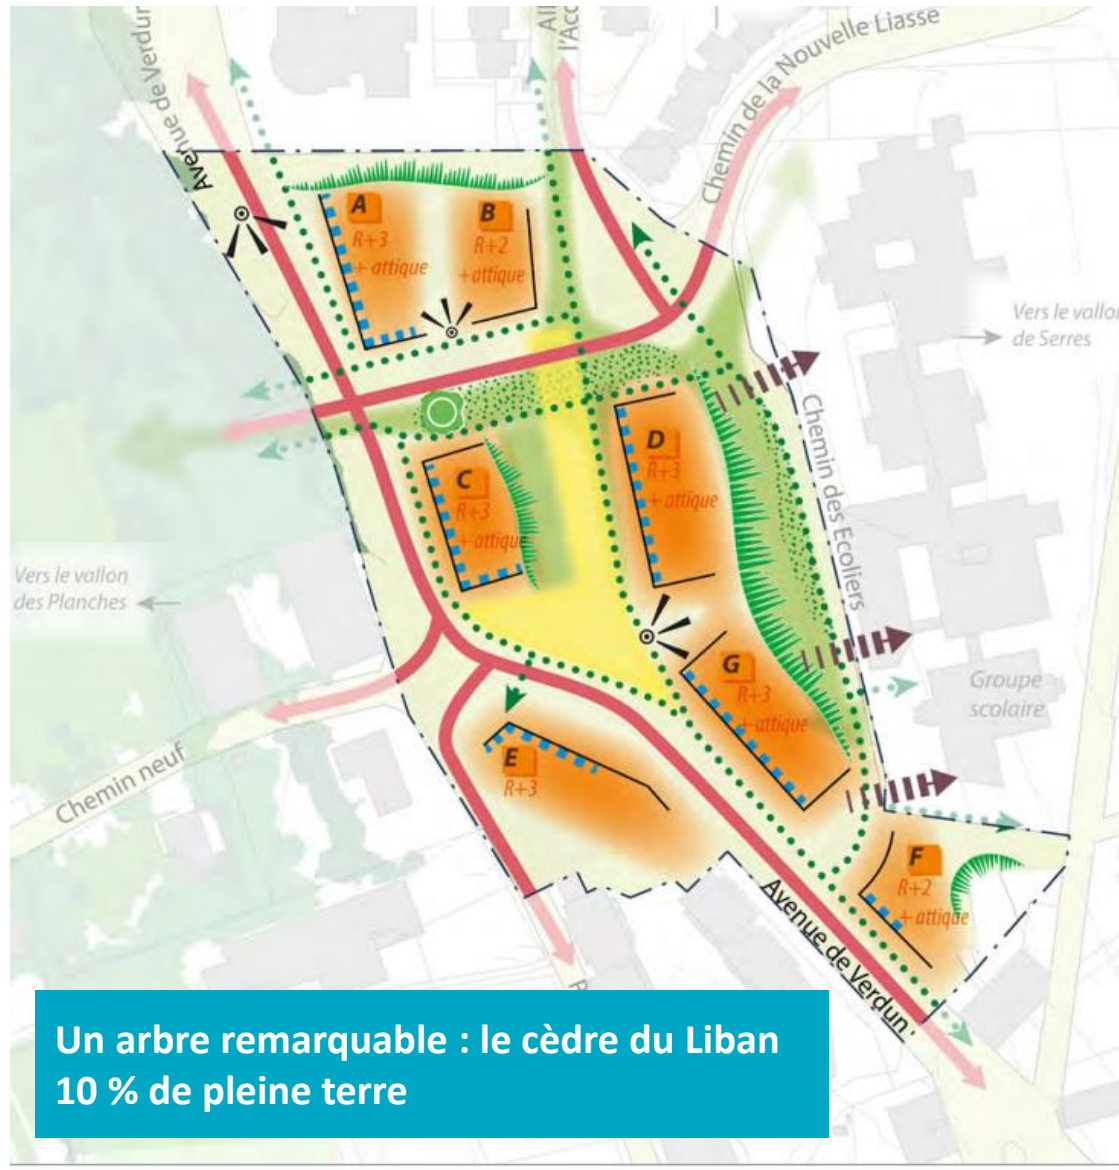 Avenue de Verdun
Chemin de la Nouvelle Liasse
A
R+3
+ attique
B
R+2
+ attique
Vers le vallon
de Serres
C
R+3
+ attique
D
R+3
+ attique
Chemin des Ecoliers
Vers le vallon
des Planches
G
R+3
+ attique
Groupe
scolaire
E
R+3
Chemin neuf
F
R+2
+ attique
Avenue de Verdun
Un arbre remarquable : le cèdre du Liban
10 % de pleine terre